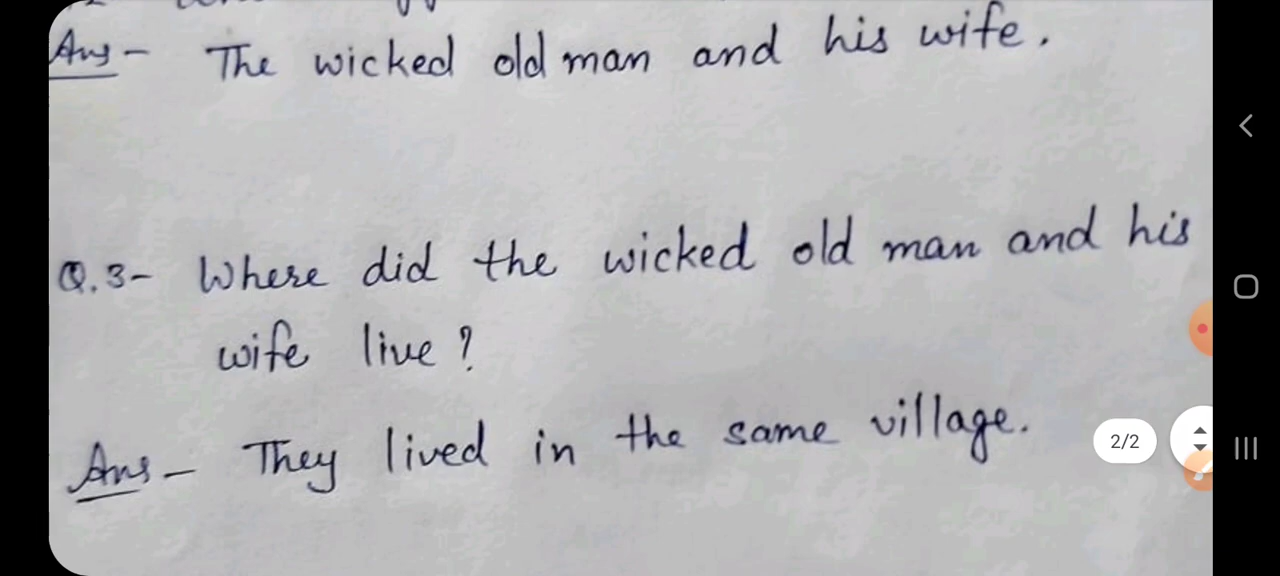 Ans - The wicked old man and his wife.
Q.3- Where did the wicked old man and his
wife live?
Ans - They lived in the same village.
2/2